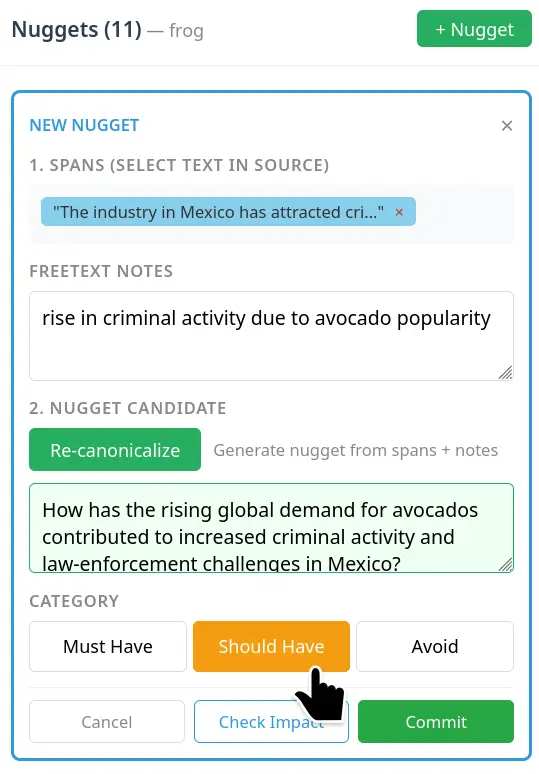 Nuggets (11) — frog
+ Nugget
NEW NUGGET
×
1. SPANS (SELECT TEXT IN SOURCE)
"The industry in Mexico has attracted cri..." ×
FREETEXT NOTES
rise in criminal activity due to avocado popularity
2. NUGGET CANDIDATE
Re-canonicalize Generate nugget from spans + notes
How has the rising global demand for avocados
contributed to increased criminal activity and
law-enforcement challenges in Mexico?
CATEGORY
Must Have Should Have Avoid
Cancel Check Impact Commit